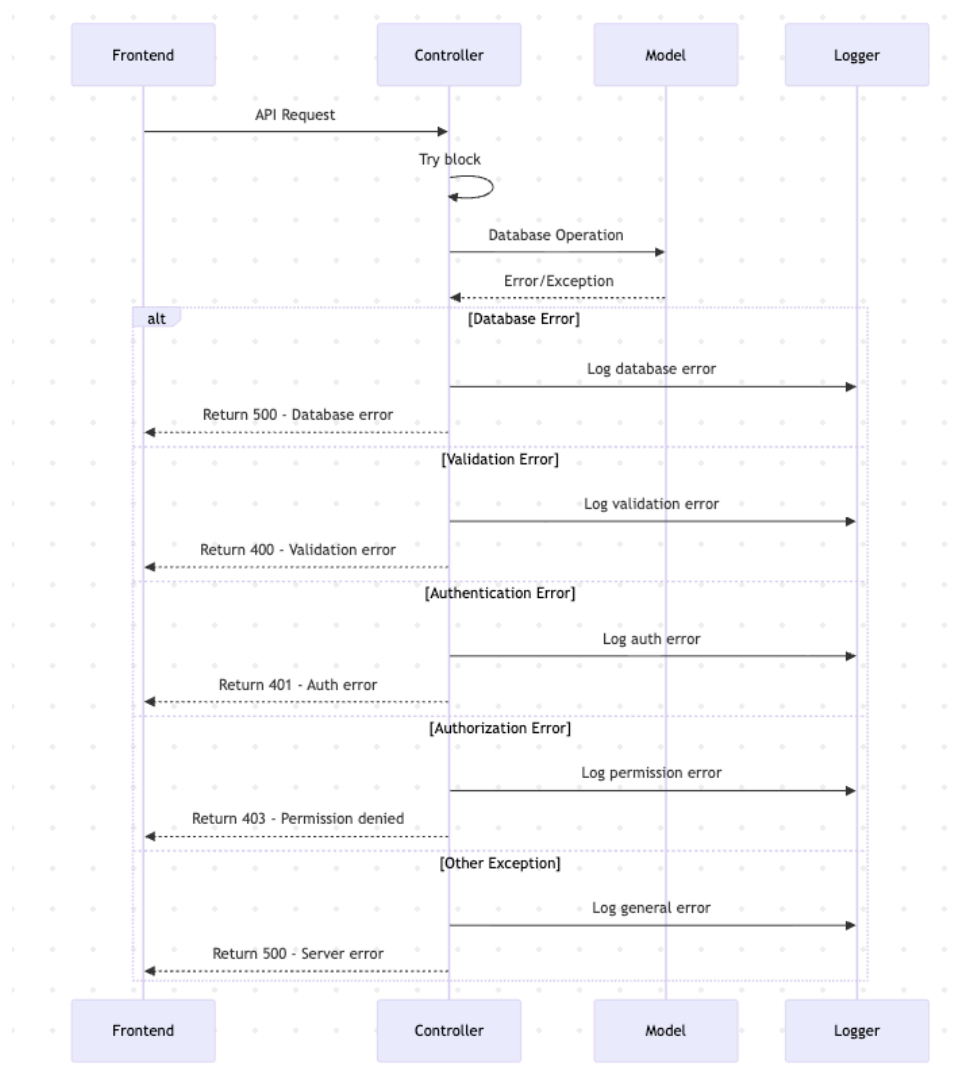 Frontend
Controller
Model
Logger
API Request
Try block
Database Operation
Error/Exception
alt
[Database Error]
Log database error
Return 500 - Database error
[Validation Error]
Log validation error
Return 400 - Validation error
[Authentication Error]
Log auth error
Return 401 - Auth error
[Authorization Error]
Log permission error
Return 403 - Permission denied
[Other Exception]
Log general error
Return 500 - Server error
Frontend
Controller
Model
Logger